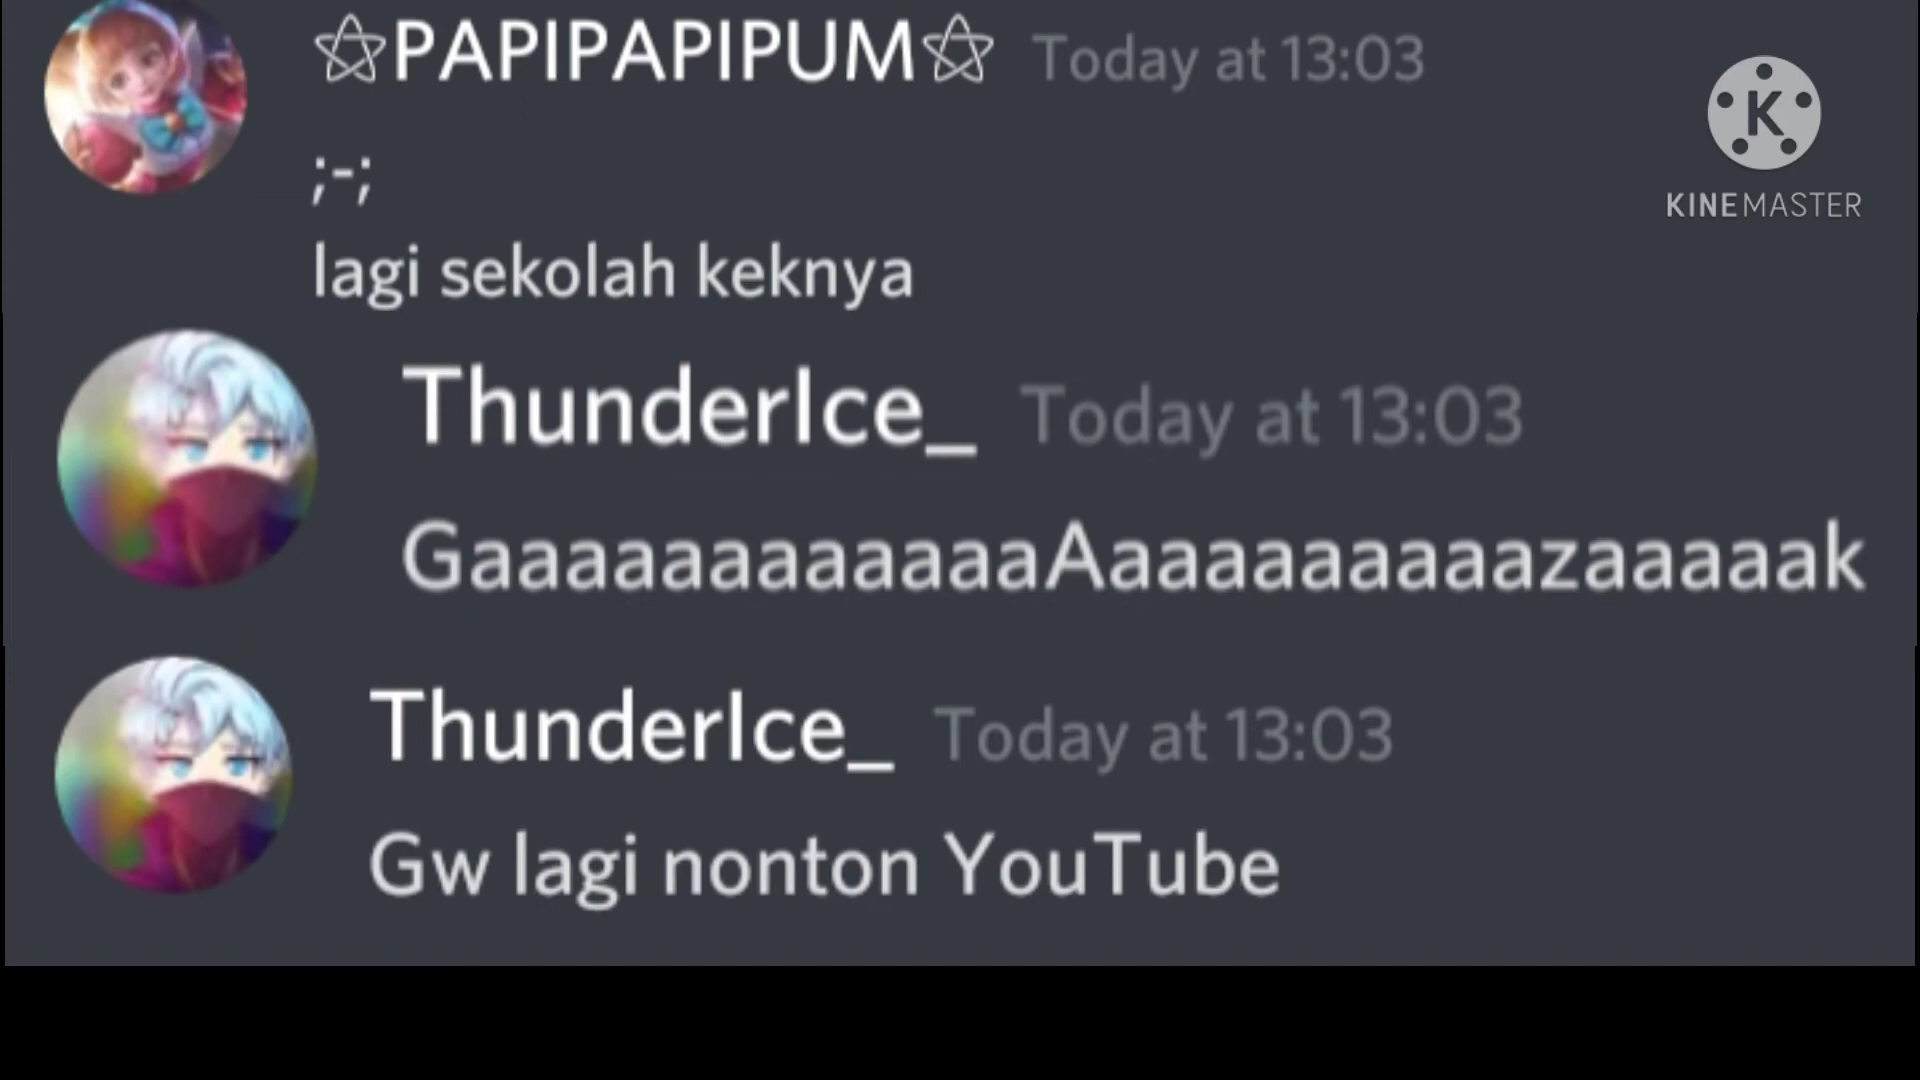 ☆PAPIPAPIPUM☆ Today at 13:03
;-;
lagi sekolah keknya
ThunderIce_ Today at 13:03
GaaaaaaaaaaaaaAaaaaaaaaaazaaaaak
ThunderIce_ Today at 13:03
Gw lagi nonton YouTube
K
KINEMASTER